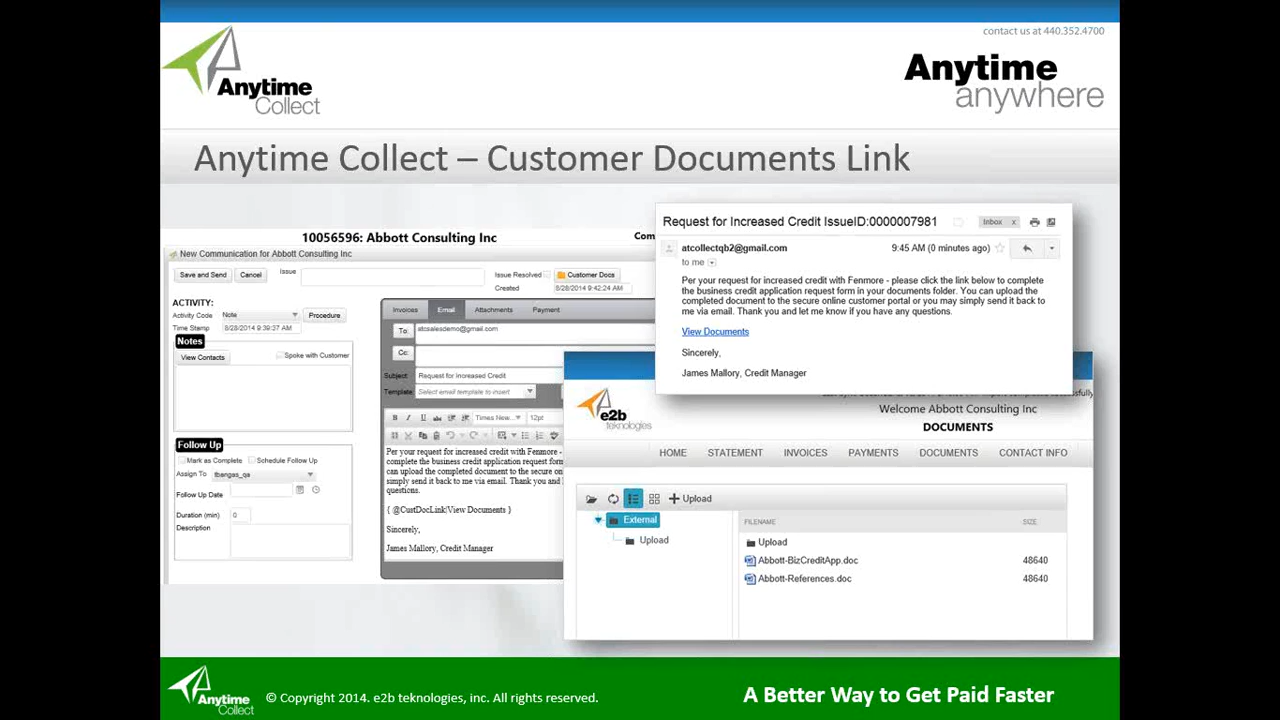 contact us at 440.352.4700
Anytime
Collect
Anytime
anywhere
Anytime Collect – Customer Documents Link
10056596: Abbott Consulting Inc
Com
New Communication for Abbott Consulting Inc
Save and Send
Cancel
Issue
Issue Resolved
Customer Docs
Created
8/28/2014 9:42:24 AM
ACTIVITY:
Activity Code
Note
Procedure
Time Stamp
8/28/2014 9:39:37 AM
Notes
View Contacts
Spoke with Customer
Follow Up
Mark as Complete
Schedule Follow Up
Assign To
fbangas_qa
Follow Up Date
Duration (min)
0
Description
Invoices
Email
Attachments
Payment
To:
atcsalesdemo@gmail.com
Cc:
Subject:
Request for Increased Credit
Template:
Select email template to insert
B I U abc
Times New...
12pt
Per your request for increased credit with Fenmore -
complete the business credit application request form
can upload the completed document to the secure on
simply send it back to me via email. Thank you and l
questions.
{ @CustDocLink|View Documents }
Sincerely,
James Mallory, Credit Manager
Request for Increased Credit IssueID:0000007981
Inbox x
atcollectqb2@gmail.com
9:45 AM (0 minutes ago)
to me
Per your request for increased credit with Fenmore - please click the link below to complete
the business credit application request form in your documents folder. You can upload the
completed document to the secure online customer portal or you may simply send it back to
me via email. Thank you and let me know if you have any questions.
View Documents
Sincerely,
James Mallory, Credit Manager
e2b
teknologies
Welcome Abbott Consulting Inc
DOCUMENTS
HOME
STATEMENT
INVOICES
PAYMENTS
DOCUMENTS
CONTACT INFO
Upload
External
Upload
FILENAME
SIZE
Upload
Abbott-BizCreditApp.doc
48640
Abbott-References.doc
48640
Anytime
Collect
© Copyright 2014. e2b teknologies, inc. All rights reserved.
A Better Way to Get Paid Faster